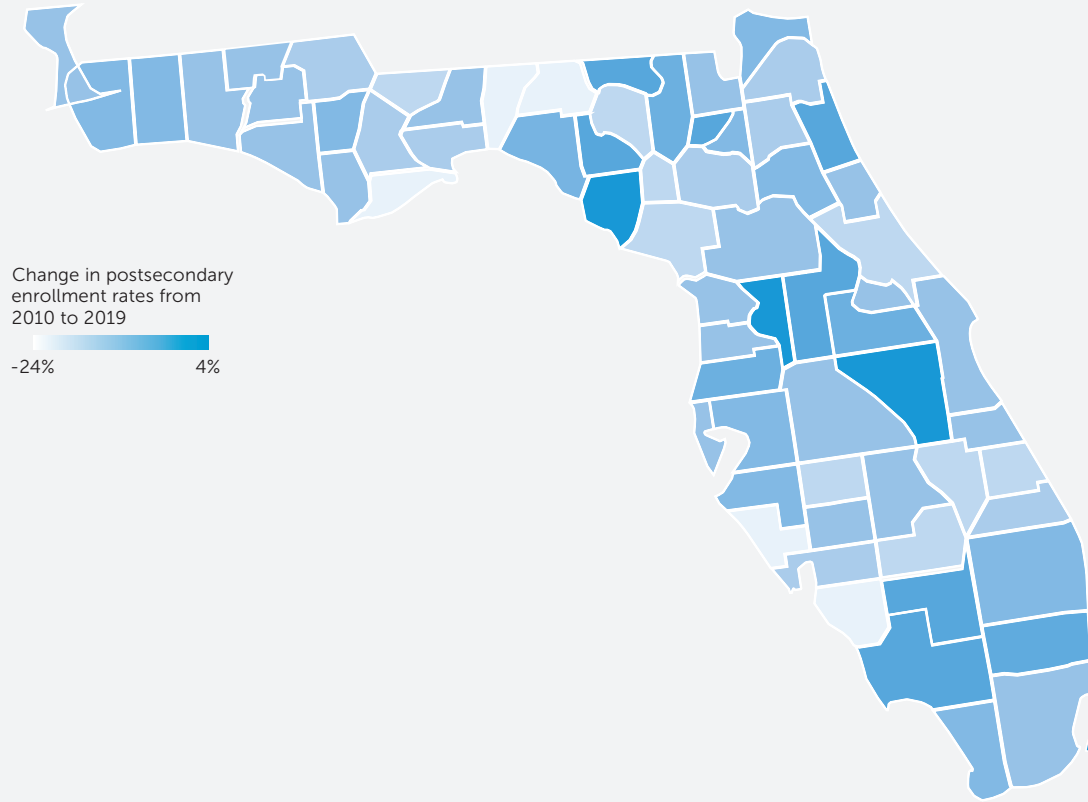 Change in postsecondary
enrollment rates from
2010 to 2019
-24% 4%